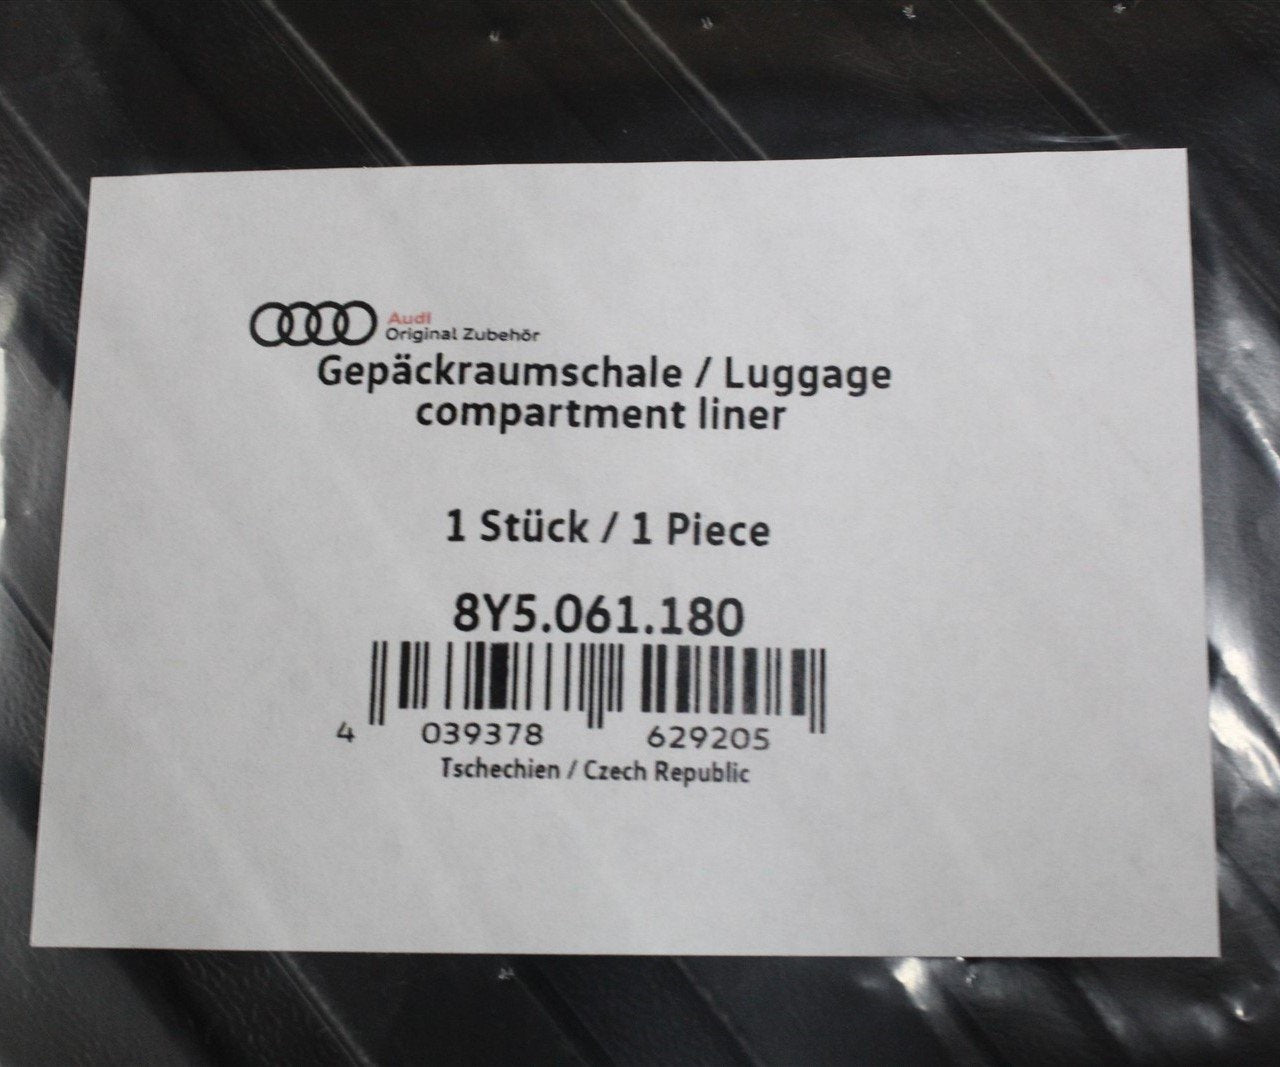 Audi
Original Zubehör
Gepäckraumschale / Luggage
compartment liner
1 Stück / 1 Piece
8Y5.061.180
4 039378 629205
Tschechien / Czech Republic